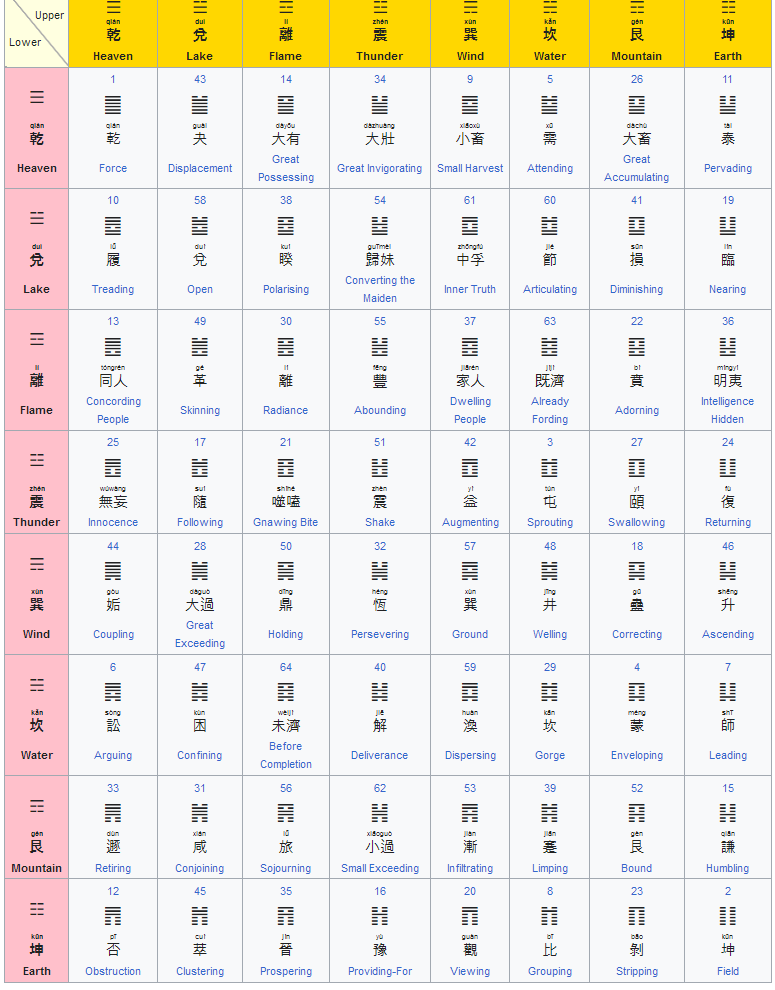 Upper
Lower
☰ ☱ ☲ ☳ ☴ ☵ ☶ ☷
qián duì lí zhèn xùn kǎn gèn kūn
乾 兌 離 震 巽 坎 艮 坤
Heaven Lake Flame Thunder Wind Water Mountain Earth
1 43 14 34 9 5 26 11
☰ ䷀ ䷪ ䷍ ䷡ ䷈ ䷄ ䷙ ䷊
qián qián guài dàyǒu dàzhuàng xiǎoxù xū dàchù tài
乾 乾 夬 大有 大壯 小畜 需 大畜 泰
Heaven Force Displacement Great Possessing Great Invigorating Small Harvest Attending Great Accumulating Pervading
10 58 38 54 61 60 41 19
☱ ䷉ ䷹ ䷥ ䷵ ䷼ ䷻ ䷨ ䷒
duì lǚ duì kuí guīmèi zhōngfú jié sǔn lín
兌 履 兌 睽 歸妹 中孚 節 損 臨
Lake Treading Open Polarising Converting the Maiden Inner Truth Articulating Diminishing Nearing
13 49 30 55 37 63 22 36
☲ ䷌ ䷰ ䷝ ䷶ ䷤ ䷾ ䷕ ䷣
lí tóngrén gé lí fēng jiārén jìjì bì míngyí
離 同人 革 離 豐 家人 既濟 賁 明夷
Flame Concording People Skinning Radiance Abounding Dwelling People Already Fording Adorning Intelligence Hidden
25 17 21 51 42 3 27 24
☳ ䷘ ䷐ ䷔ ䷲ ䷩ ䷂ ䷚ ䷗
zhèn wúwàng suí shìhé zhèn yì tún yí fù
震 無妄 隨 噬嗑 震 益 屯 頤 復
Thunder Innocence Following Gnawing Bite Shake Augmenting Sprouting Swallowing Returning
44 28 50 32 57 48 18 46
☴ ䷫ ䷛ ䷱ ䷟ ䷸ ䷯ ䷑ ䷭
xùn gòu dàguò dǐng héng xùn jǐng gǔ shēng
巽 姤 大過 鼎 恆 巽 井 蠱 升
Wind Coupling Great Exceeding Holding Persevering Ground Welling Correcting Ascending
6 47 64 40 59 29 4 7
☵ ䷅ ䷮ ䷿ ䷧ ䷺ ䷜ ䷃ ䷆
kǎn sòng kùn wèijì jiě huàn kǎn méng shī
坎 訟 困 未濟 解 渙 坎 蒙 師
Water Arguing Confining Before Completion Deliverance Dispersing Gorge Enveloping Leading
33 31 56 62 53 39 52 15
☶ ䷠ ䷞ ䷷ ䷽ ䷴ ䷦ ䷳ ䷎
gèn dùn xián lǚ xiǎoguò jiàn jiǎn gèn qiān
艮 遯 咸 旅 小過 漸 蹇 艮 謙
Mountain Retiring Conjoining Sojourning Small Exceeding Infiltrating Limping Bound Humbling
12 45 35 16 20 8 23 2
☷ ䷋ ䷬ ䷢ ䷏ ䷓ ䷇ ䷖ ䷁
kūn pǐ cuì jìn yù guàn bǐ bāo kūn
坤 否 萃 晉 豫 觀 比 剝 坤
Earth Obstruction Clustering Prospering Providing-For Viewing Grouping Stripping Field